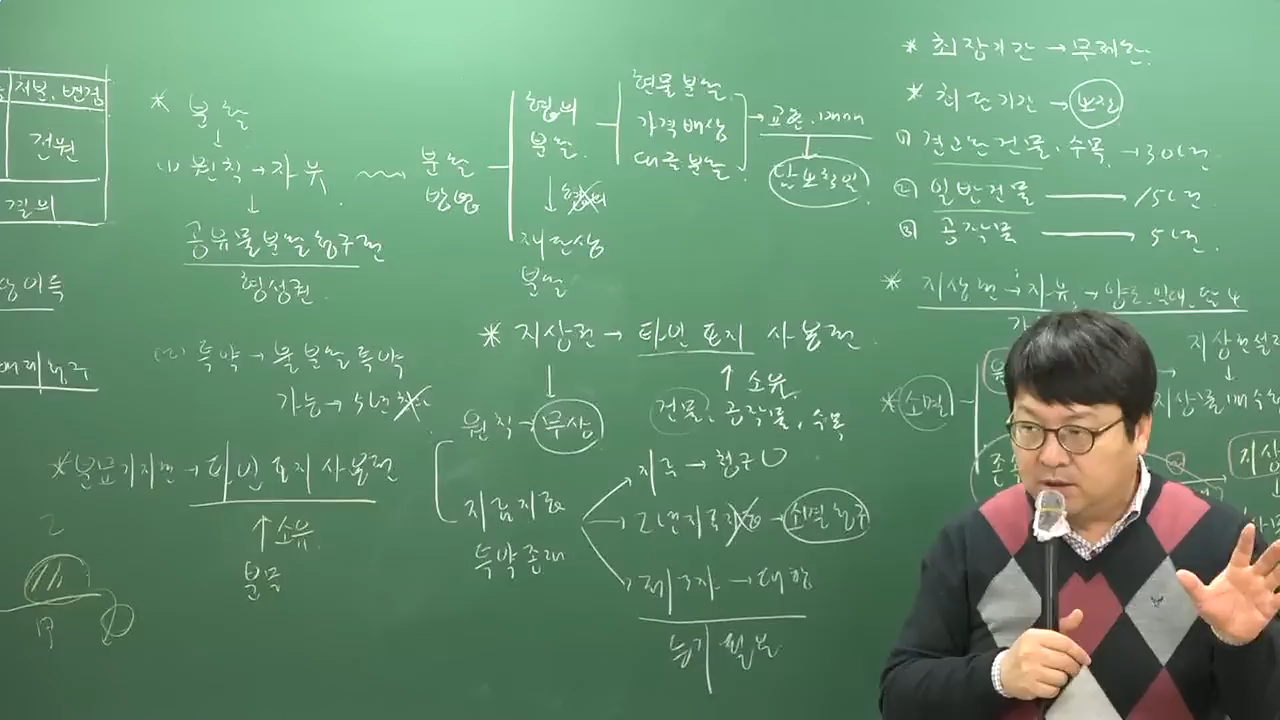 처분, 변경
전원
결의
* 분할
(1) 원칙 → 자유
공유물분할청구권
형성권
(2) 특약 → 불분할특약
가능 → 5년
분할
방법
협의
분할
재판상
분할
현물분할
가격배상
대금분할
→ 교환, 매매
담보책임
* 지상권 → 타인 토지 사용권
↑ 소유
건물, 공작물, 수목
원칙 → 무상
지급지료
특약존재
지료 → 청구
2년지료
→ 소멸청구
제3자 → 대항
등기 필요
* 분묘기지권 → 타인 토지 사용권
↑ 소유
분묘
* 최장기간 → 무제한
* 최단기간 → 보장
① 견고한건물, 수목 → 30년
② 일반건물 — 15년
③ 공작물 — 5년
* 지상권 → 자유 → 양도, 임대, 담보
* 소멸
지상권설
존
지상